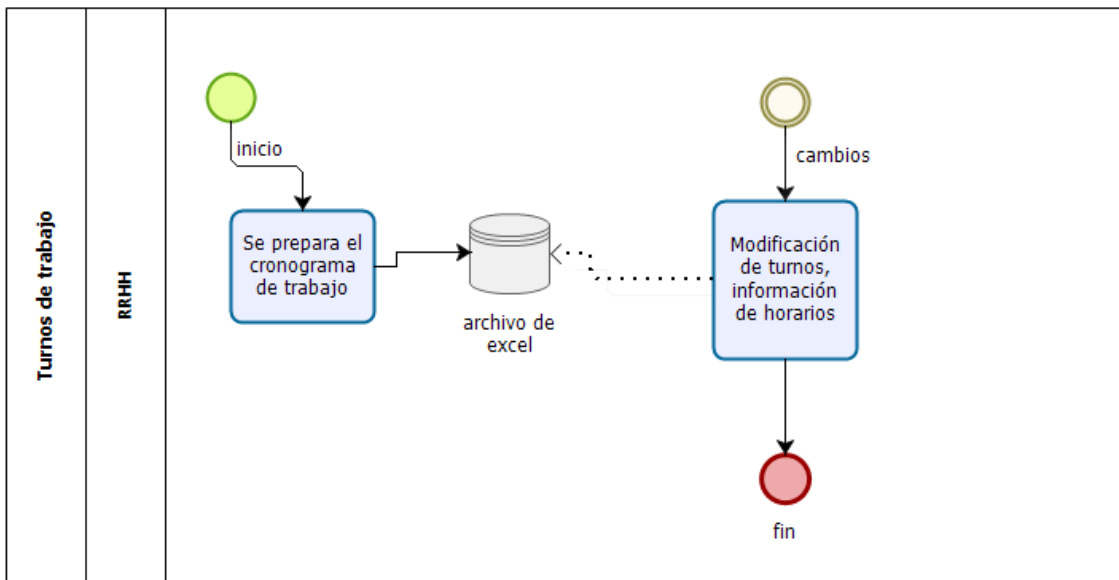 Turnos de trabajo
RRHH
inicio
Se prepara el
cronograma
de trabajo
archivo de
excel
cambios
Modificación
de turnos,
información
de horarios
fin